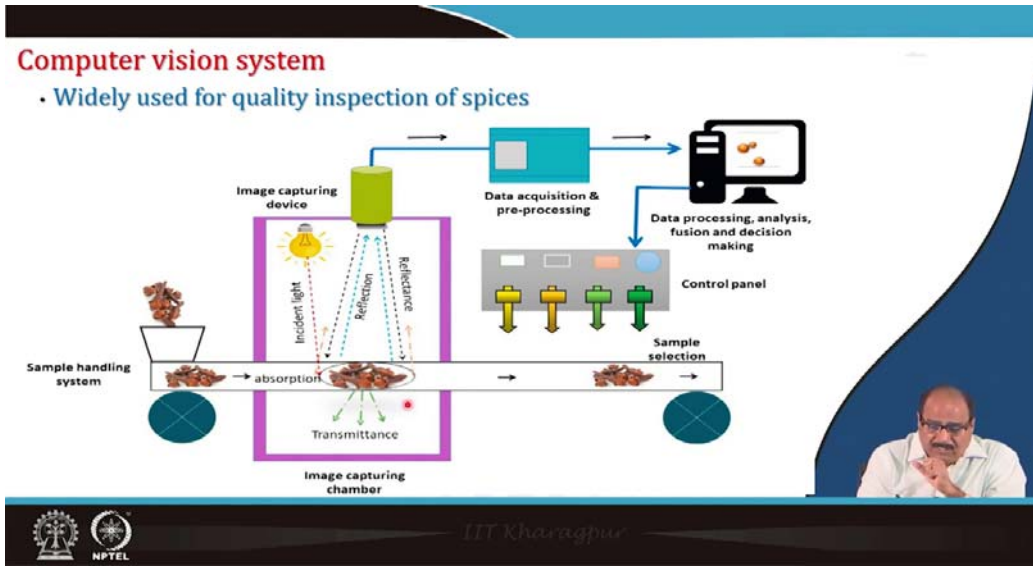 Computer vision system
• Widely used for quality inspection of spices
Image capturing
device
Data acquisition &
pre-processing
Data processing, analysis,
fusion and decision
making
Control panel
Incident light
Reflection
Reflectance
Sample handling
system
absorption
Transmittance
Sample
selection
Image capturing
chamber
NPTEL
IIT Kharagpur